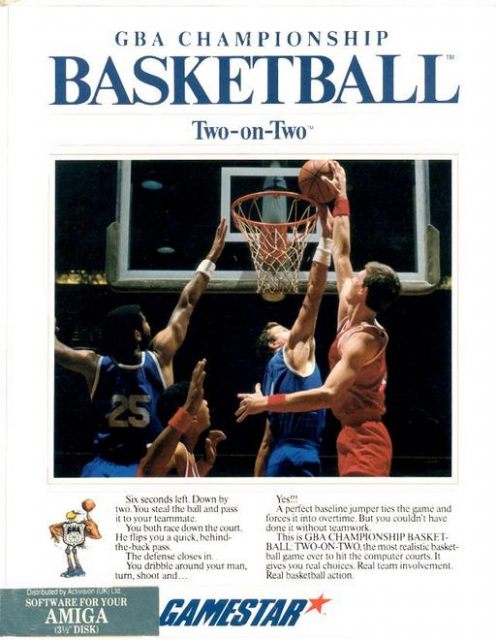 GBA CHAMPIONSHIP
BASKETBALL™
Two-on-Two™
25
Six seconds left. Down by
two. You steal the ball and pass
it to your teammate.
You both race down the court.
He flips you a quick, behind-
the-back pass.
The defense closes in.
You dribble around your man,
turn, shoot and...
Yes!!!
A perfect baseline jumper ties the game and
forces it into overtime. But you couldn't have
done it without teamwork.
This is GBA CHAMPIONSHIP BASKET-
BALL: TWO-ON-TWO, the most realistic basket-
ball game ever to hit the computer courts. It
gives you real choices. Real team involvement.
Real basketball action.
Distributed by Activision (UK) Ltd.
SOFTWARE FOR YOUR
AMIGA
(3½" DISK)
GAMESTAR